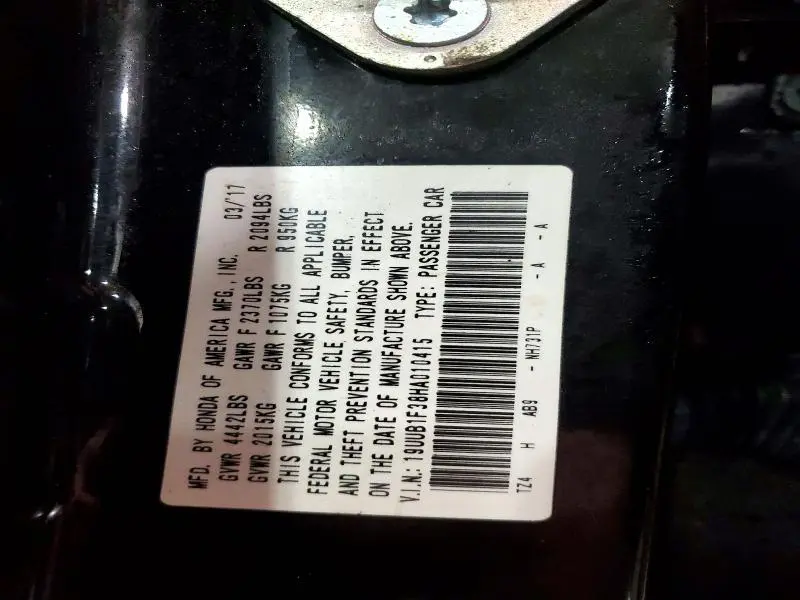 MFD. BY HONDA OF AMERICA MFG., INC. 03/'17
GVWR 4442LBS GAWR F 2370LBS R 2094LBS
GVWR 2015KG GAWR F 1075KG R 950KG
THIS VEHICLE CONFORMS TO ALL APPLICABLE
FEDERAL MOTOR VEHICLE SAFETY, BUMPER,
AND THEFT PREVENTION STANDARDS IN EFFECT
ON THE DATE OF MANUFACTURE SHOWN ABOVE.
V.I.N.: 19UUB1F38HA010415 TYPE: PASSENGER CAR
TZ4 H AB9 - NH731P - A - A